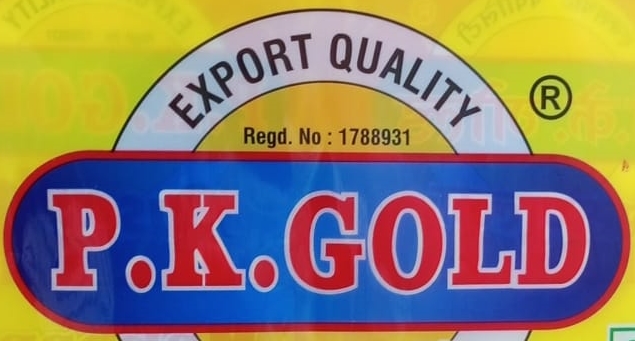 EXPORT QUALITY
®
Regd. No : 1788931
P.K.GOLD